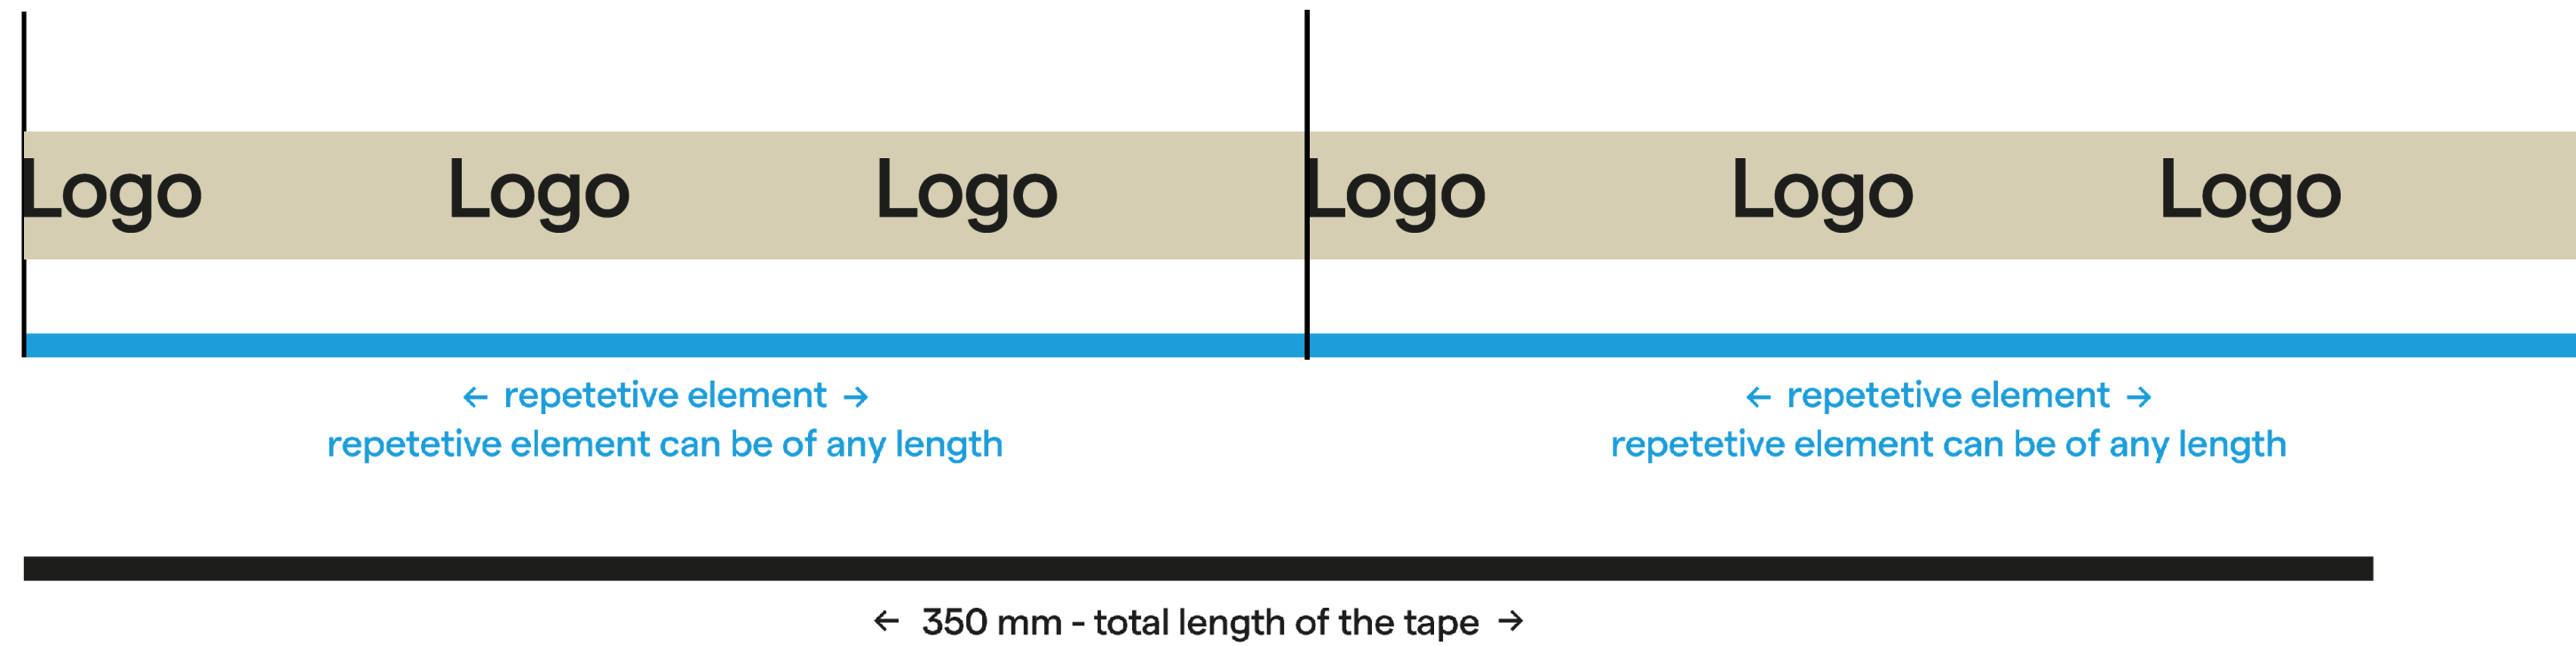 Logo Logo Logo Logo Logo Logo
← repetetive element → ← repetetive element →
repetetive element can be of any length repetetive element can be of any length
← 350 mm - total length of the tape →